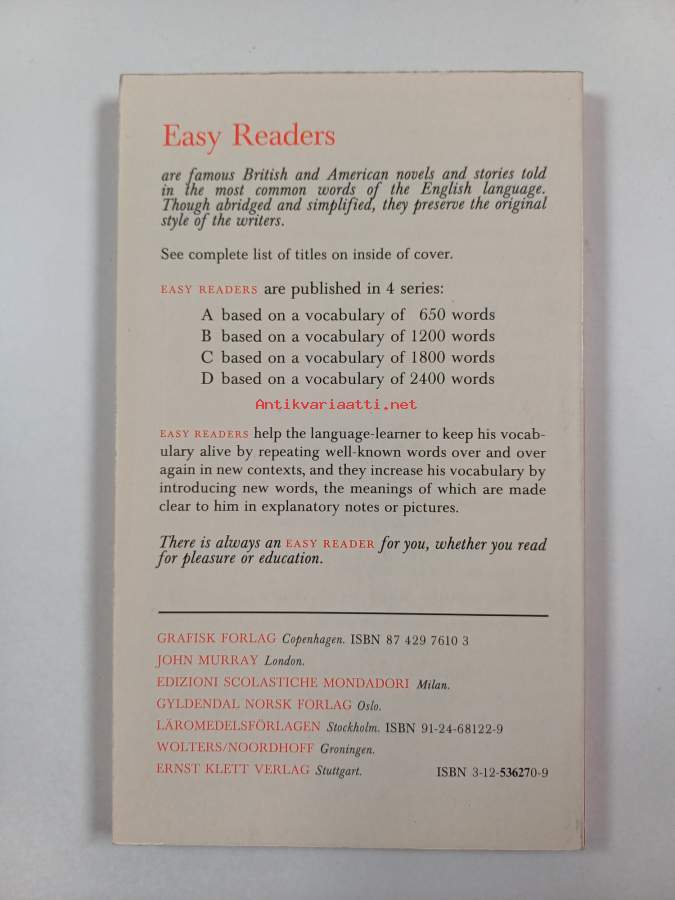 Easy Readers
are famous British and American novels and stories told
in the most common words of the English language.
Though abridged and simplified, they preserve the original
style of the writers.
See complete list of titles on inside of cover.
EASY READERS are published in 4 series:
A based on a vocabulary of 650 words
B based on a vocabulary of 1200 words
C based on a vocabulary of 1800 words
D based on a vocabulary of 2400 words
Antikvariaatti.net
EASY READERS help the language-learner to keep his vocab-
ulary alive by repeating well-known words over and over
again in new contexts, and they increase his vocabulary by
introducing new words, the meanings of which are made
clear to him in explanatory notes or pictures.
There is always an EASY READER for you, whether you read
for pleasure or education.
GRAFISK FORLAG Copenhagen. ISBN 87 429 7610 3
JOHN MURRAY London.
EDIZIONI SCOLASTICHE MONDADORI Milan.
GYLDENDAL NORSK FORLAG Oslo.
LÄROMEDELSFÖRLAGEN Stockholm. ISBN 91-24-68122-9
WOLTERS/NOORDHOFF Groningen.
ERNST KLETT VERLAG Stuttgart. ISBN 3-12-536270-9